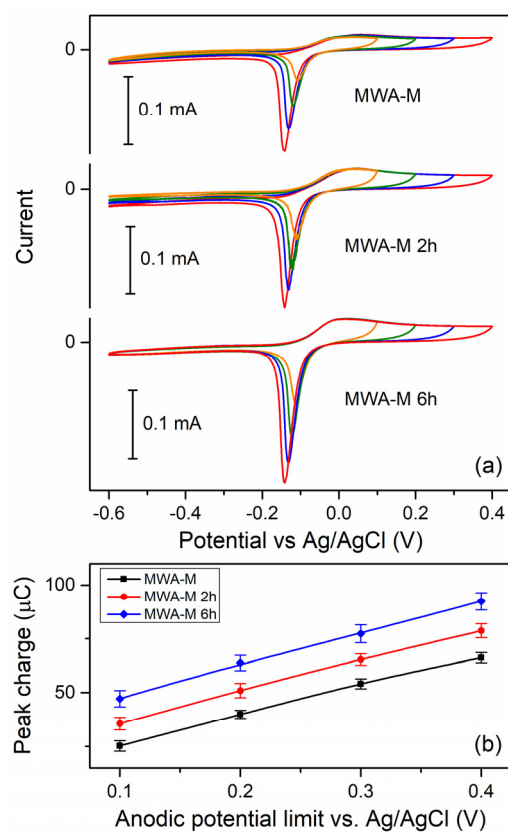 (a)
0
MWA-M
0.1 mA
0
MWA-M 2h
0.1 mA
0
MWA-M 6h
0.1 mA
Current
-0.6 -0.4 -0.2 0.0 0.2 0.4
Potential vs Ag/AgCl (V)
MWA-M
MWA-M 2h
MWA-M 6h
100
50
Peak charge (μC)
(b)
0.1 0.2 0.3 0.4
Anodic potential limit vs. Ag/AgCl (V)